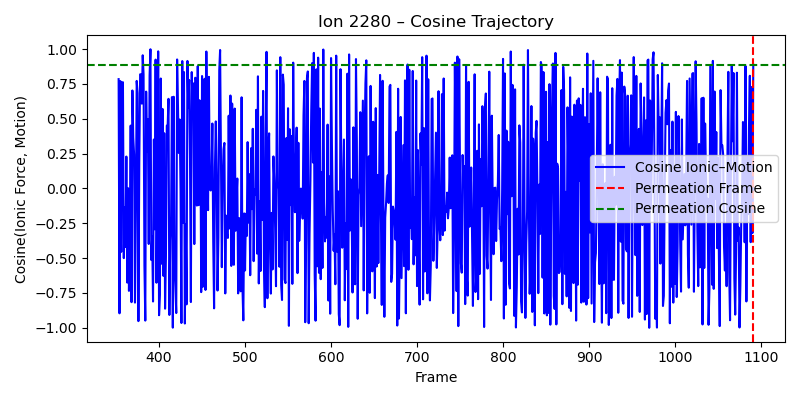 Ion 2280 – Cosine Trajectory
Cosine(Ionic Force, Motion)
1.00
0.75
0.50
0.25
0.00
−0.25
−0.50
−0.75
−1.00
Cosine Ionic–Motion
Permeation Frame
Permeation Cosine
400 500 600 700 800 900 1000 1100
Frame